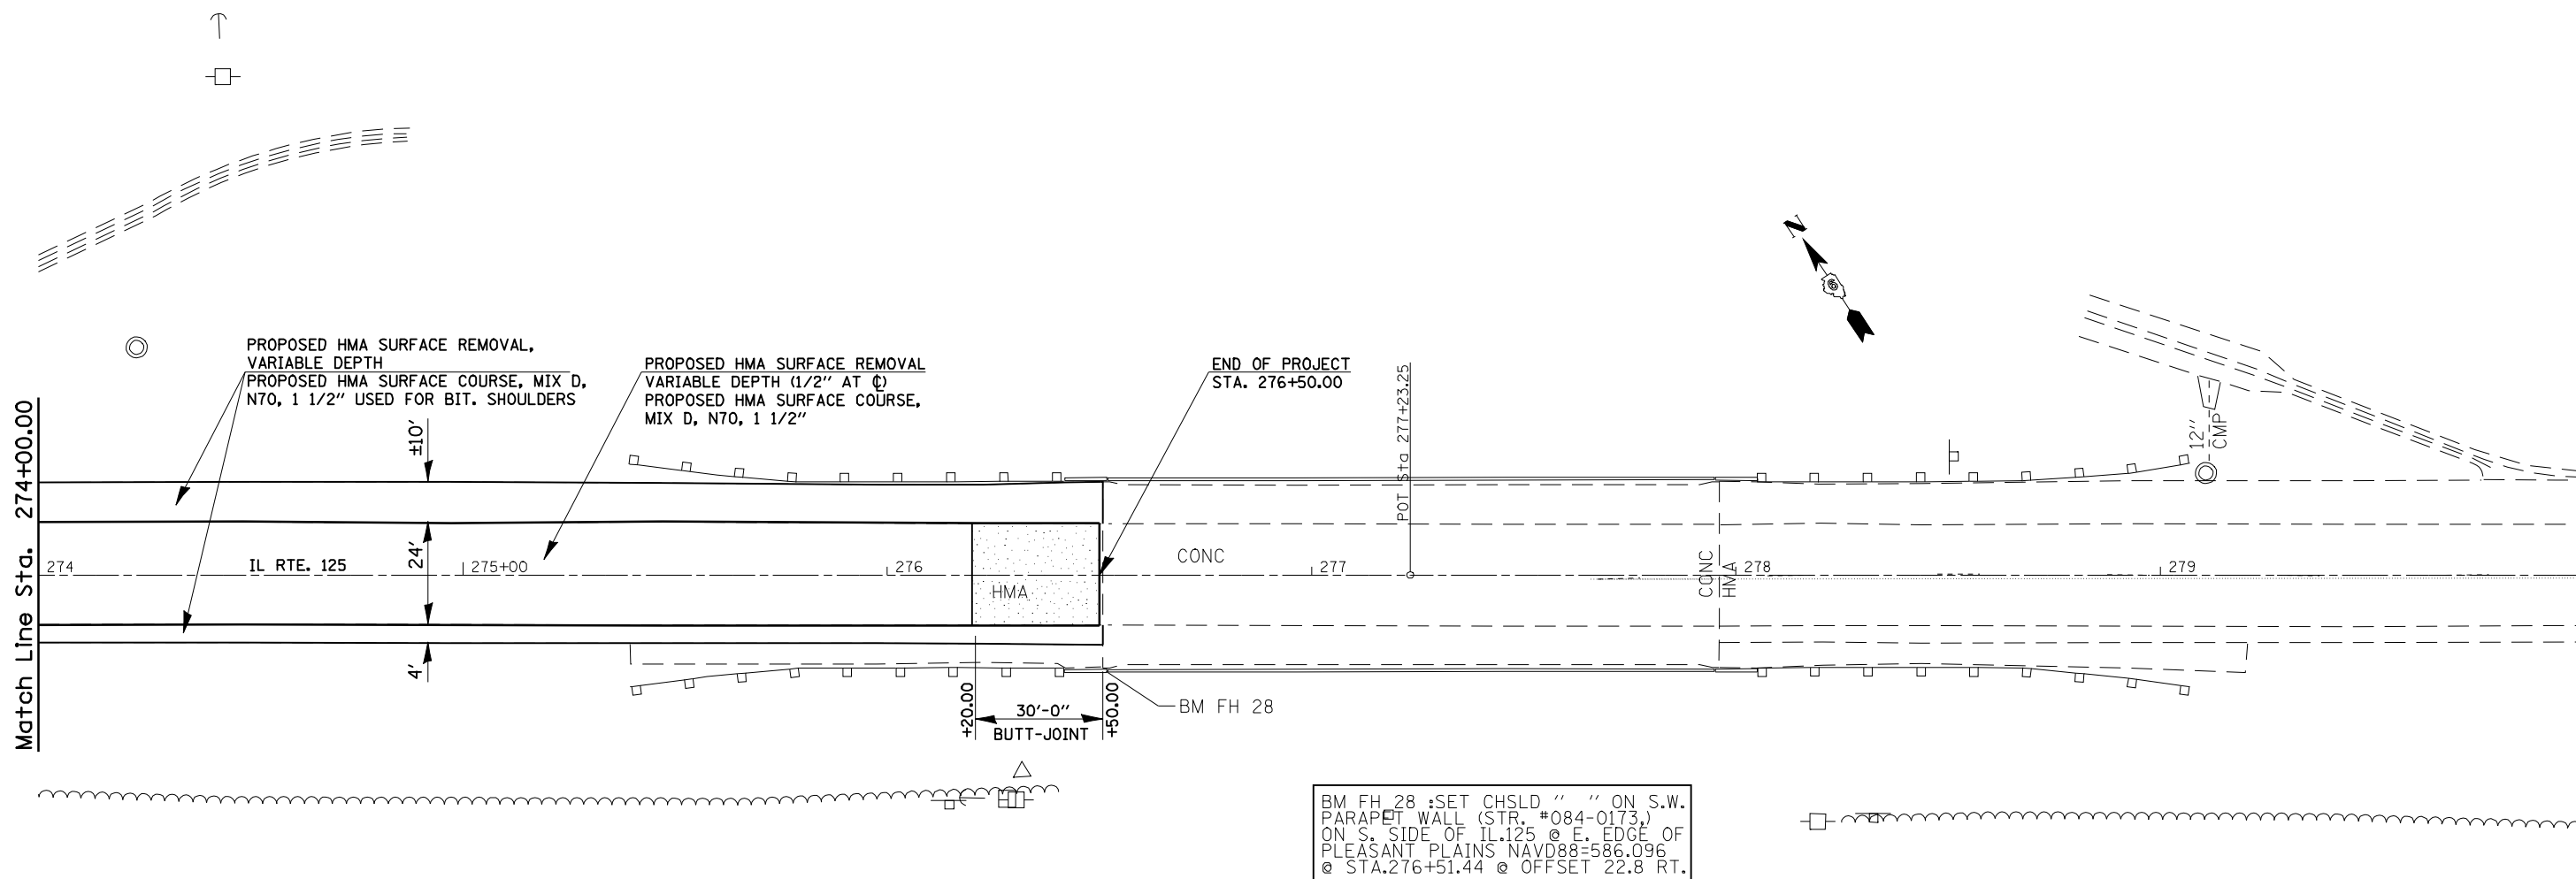 N
PROPOSED HMA SURFACE REMOVAL,
VARIABLE DEPTH
PROPOSED HMA SURFACE COURSE, MIX D,
N70, 1 1/2" USED FOR BIT. SHOULDERS
PROPOSED HMA SURFACE REMOVAL
VARIABLE DEPTH (1/2" AT ℄)
PROPOSED HMA SURFACE COURSE,
MIX D, N70, 1 1/2"
END OF PROJECT
STA. 276+50.00
POT Sta 277+23.25
12"
CMP
Match Line Sta. 274+00.00
±10'
24'
4'
274
IL RTE. 125
275+00
276
HMA
CONC
277
CONC
HMA
278
279
+20.00
30'-0"
BUTT-JOINT
+50.00
BM FH 28
BM FH 28 :SET CHSLD " " ON S.W.
PARAPET WALL (STR. #084-0173,)
ON S. SIDE OF IL.125 @ E. EDGE OF
PLEASANT PLAINS NAVD88=586.096
@ STA.276+51.44 @ OFFSET 22.8 RT.